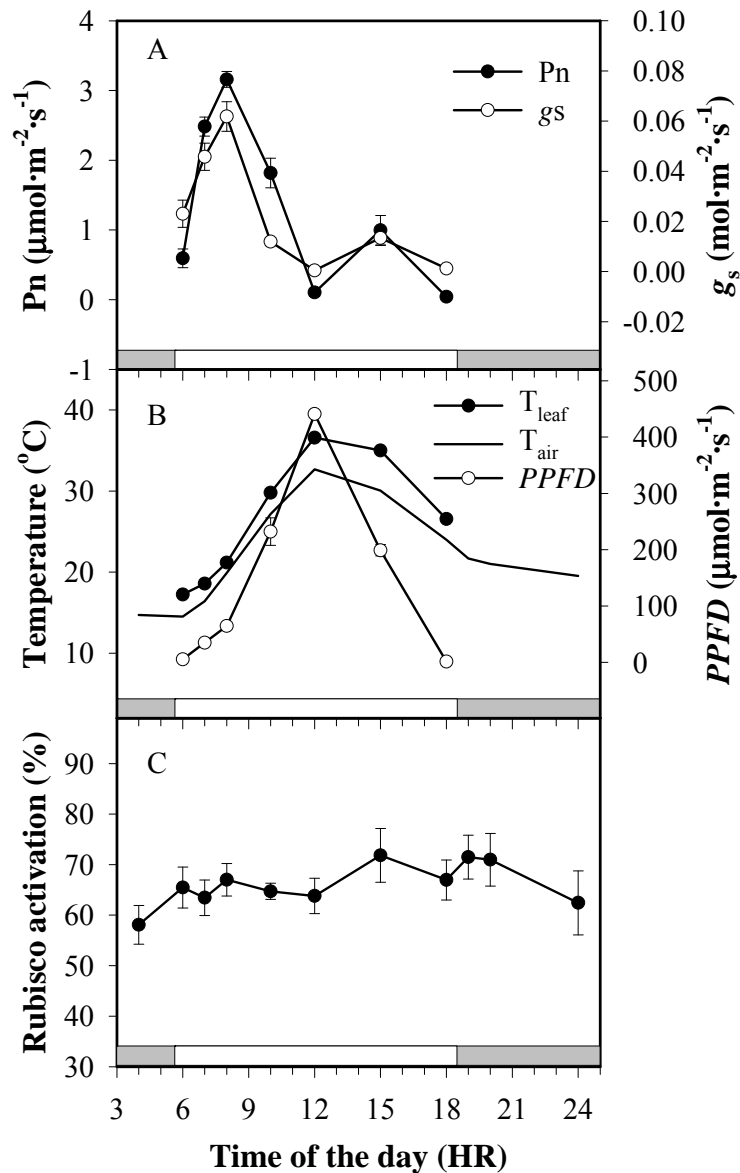 A
Pn
gs
4
3
2
1
0
-1
Pn (μmol·m-2·s-1)
0.10
0.08
0.06
0.04
0.02
0.00
-0.02
gs (mol·m-2·s-1)
B
Tleaf
Tair
PPFD
40
30
20
10
Temperature (oC)
500
400
300
200
100
0
PPFD (μmol·m-2·s-1)
C
90
80
70
60
50
40
30
Rubisco activation (%)
3 6 9 12 15 18 21 24
Time of the day (HR)